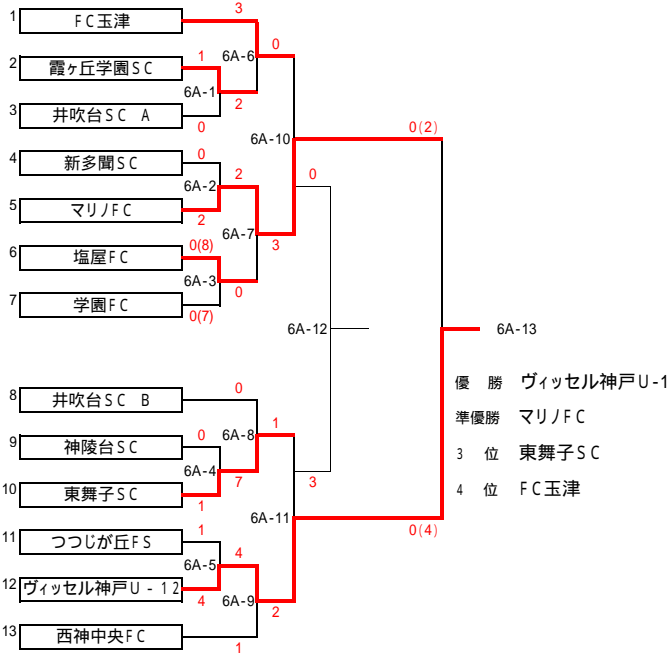 3
1 FC玉津
0
2 霞ヶ丘学園SC 1 6A-6
6A-1 2
3 井吹台SC A
0 0(2)
6A-10
4 新多聞SC 0
2 0
6A-2
5 マリノFC
2 6A-7
3
6 塩屋FC 0(8)
6A-3 0
7 学園FC
0(7)
6A-12 6A-13
優 勝 ヴィッセル神戸U-1
0
8 井吹台SC B
準優勝 マリノFC
1
9 神陵台SC 0 6A-8
3 位 東舞子SC
6A-4 7 3
10 東舞子SC
1
4 位 FC玉津
6A-11
0(4)
11 つつじが丘FS 1
4
6A-5
12 ヴィッセル神戸U-12
4 6A-9
2
13 西神中央FC
1